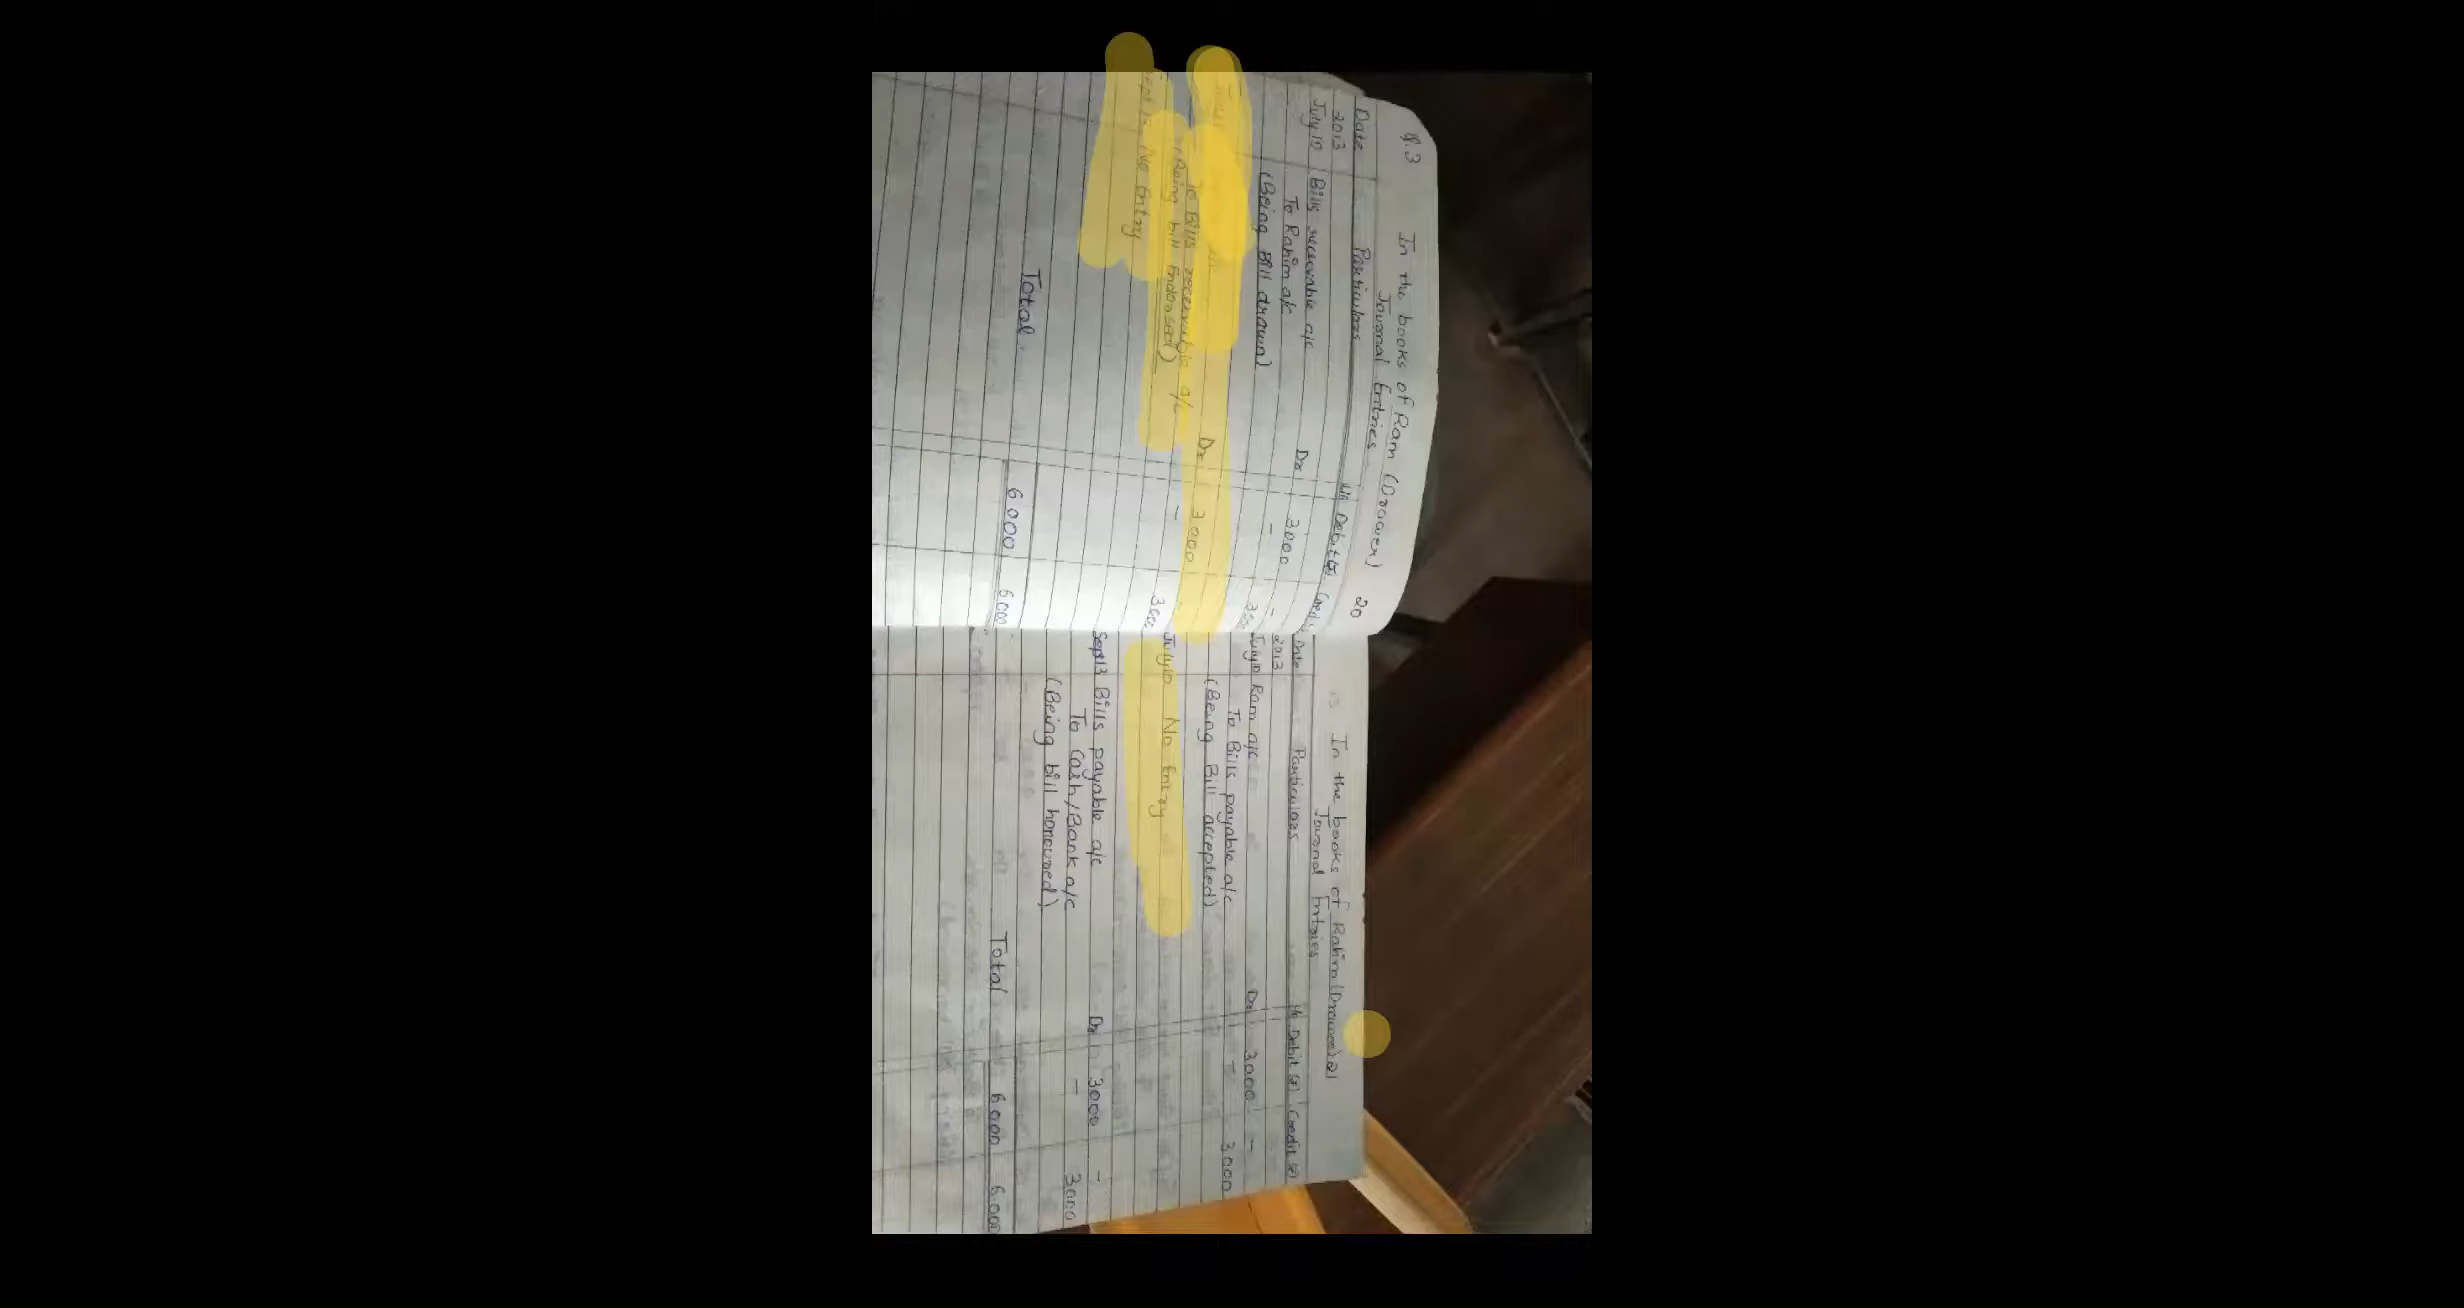 Q.3
In the books of Ram (Drawer)
20
Journal Entries
Date Particulars Debit (₹)
2013
July 10 Bills receivable a/c Dr 3000 -
To Rahim a/c - 3000
(Being Bill drawn)
Dr 3000
To Bills receivable a/c - 3000
(Being bill Endorsed)
No Entry
Total. 6000 6000
In the books of Rahim (Drawee)
Journal Entries
Date Particulars Debit (₹) Credit (₹)
2013
July 10 Ram a/c Dr 3000 -
To Bills payable a/c - 3000
(Being Bill accepted)
July 10 No Entry
Sept 13 Bills payable a/c Dr 3000 -
To Cash/Bank a/c - 3000
(Being bill honoured)
Total 6000 6000